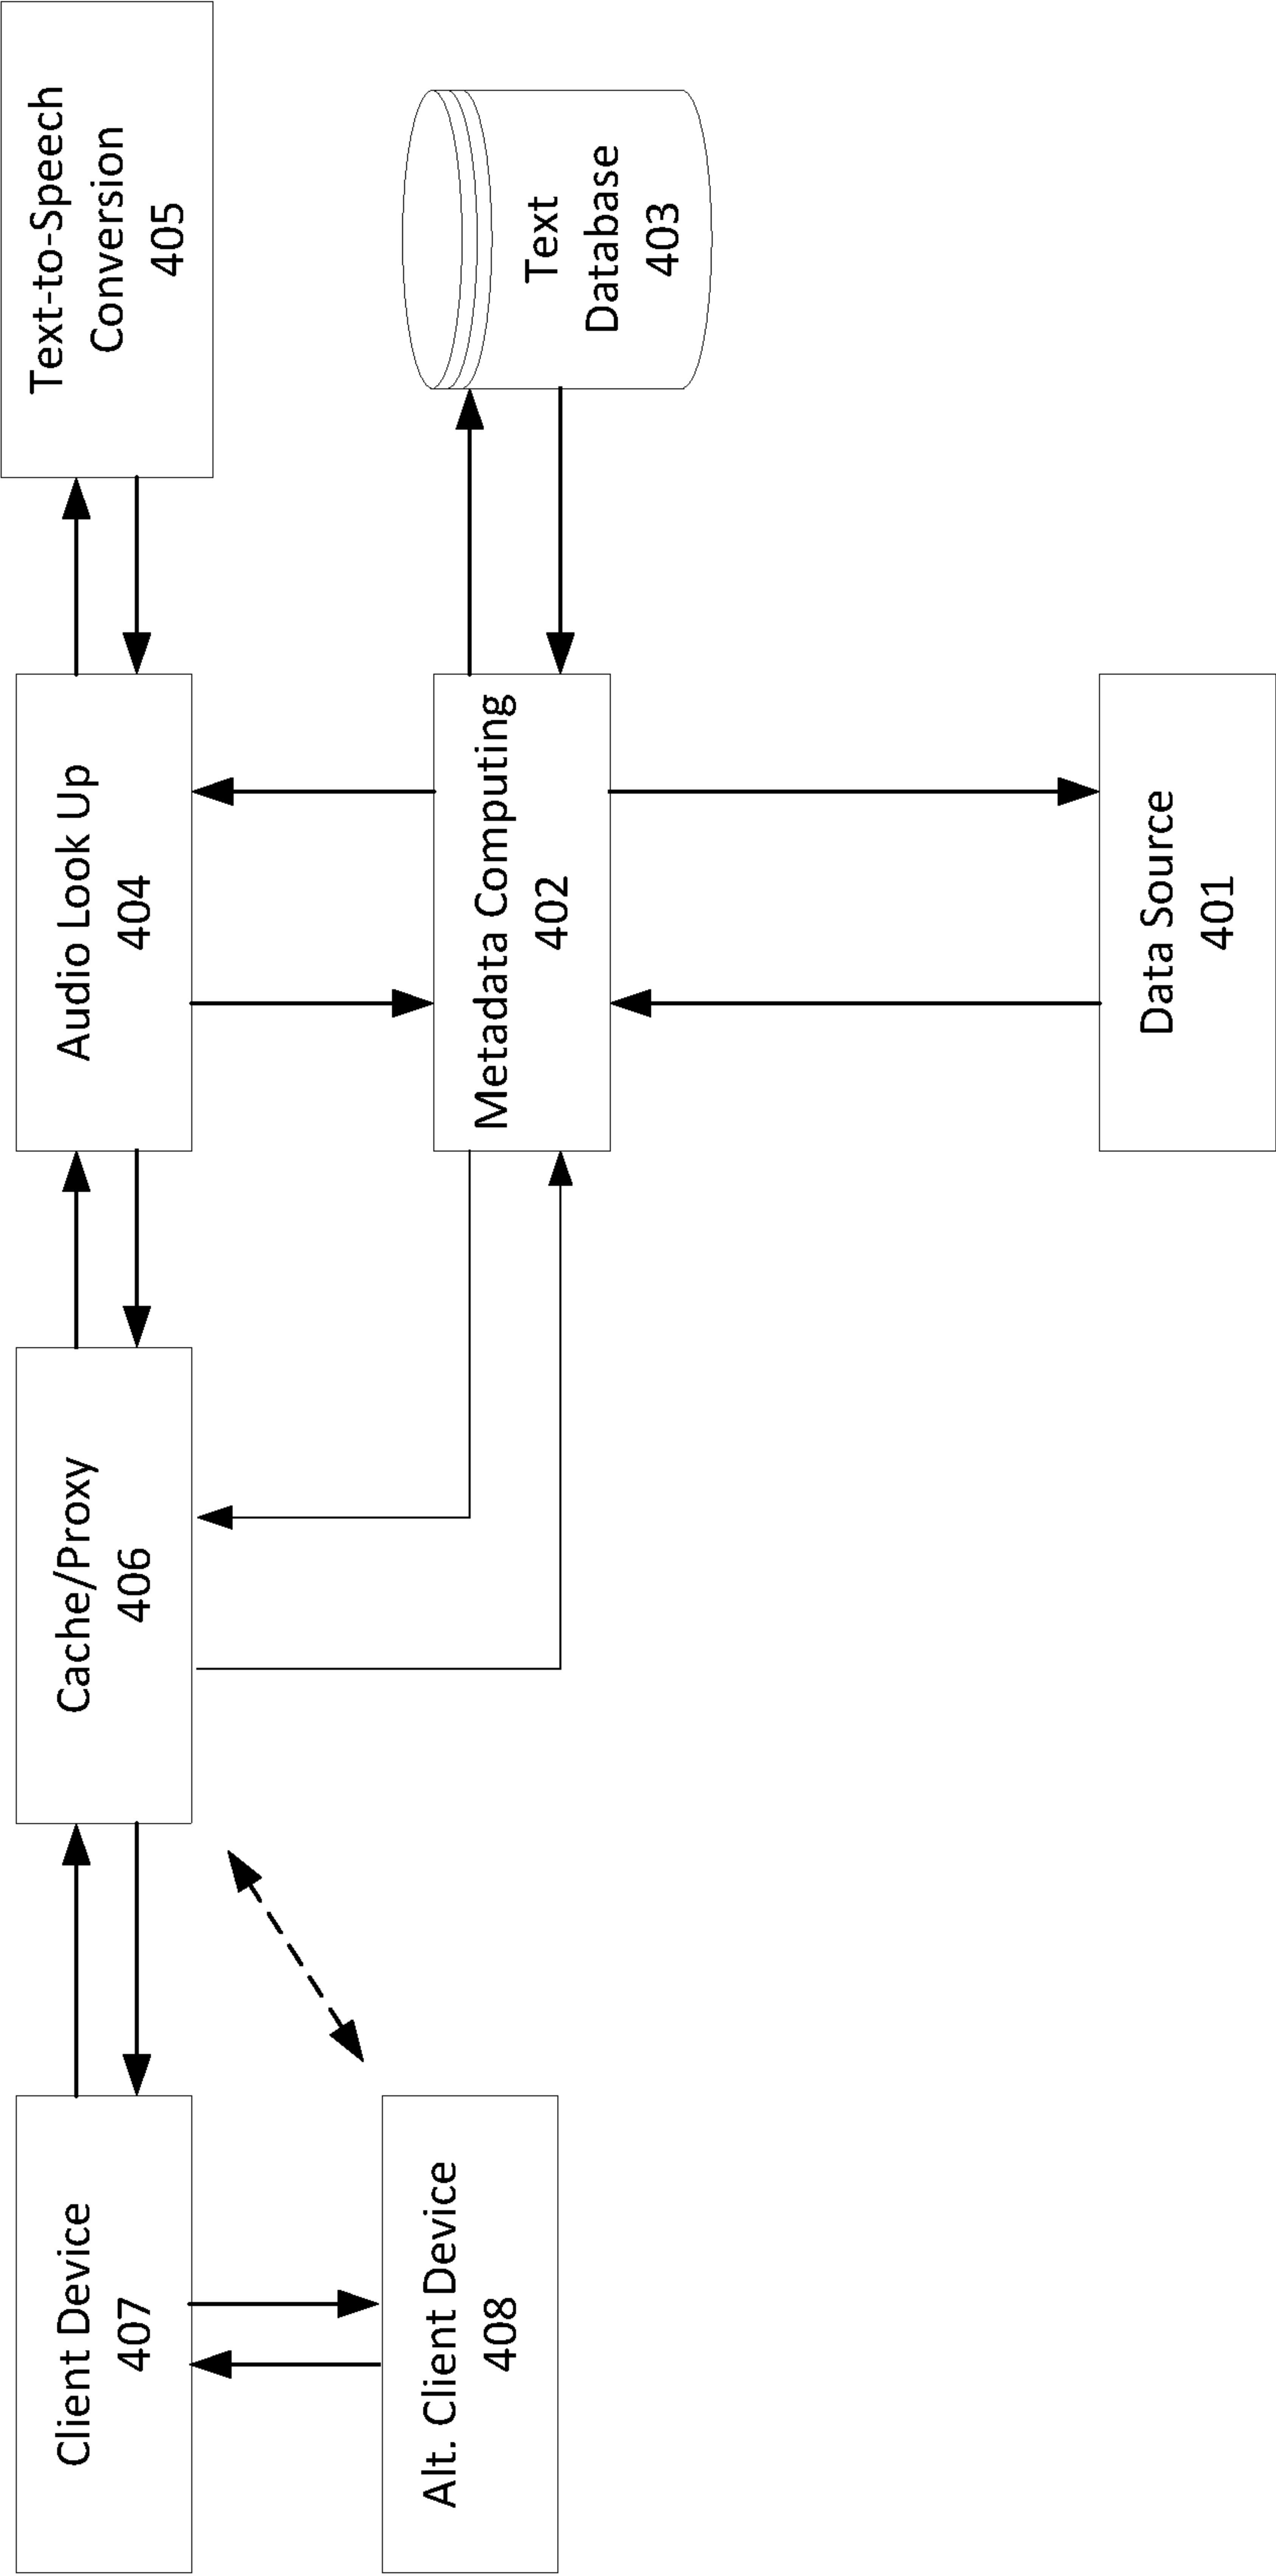 Client Device
407
Cache/Proxy
406
Audio Look Up
404
Text-to-Speech
Conversion
405
Alt. Client Device
408
Metadata Computing
402
Text
Database
403
Data Source
401